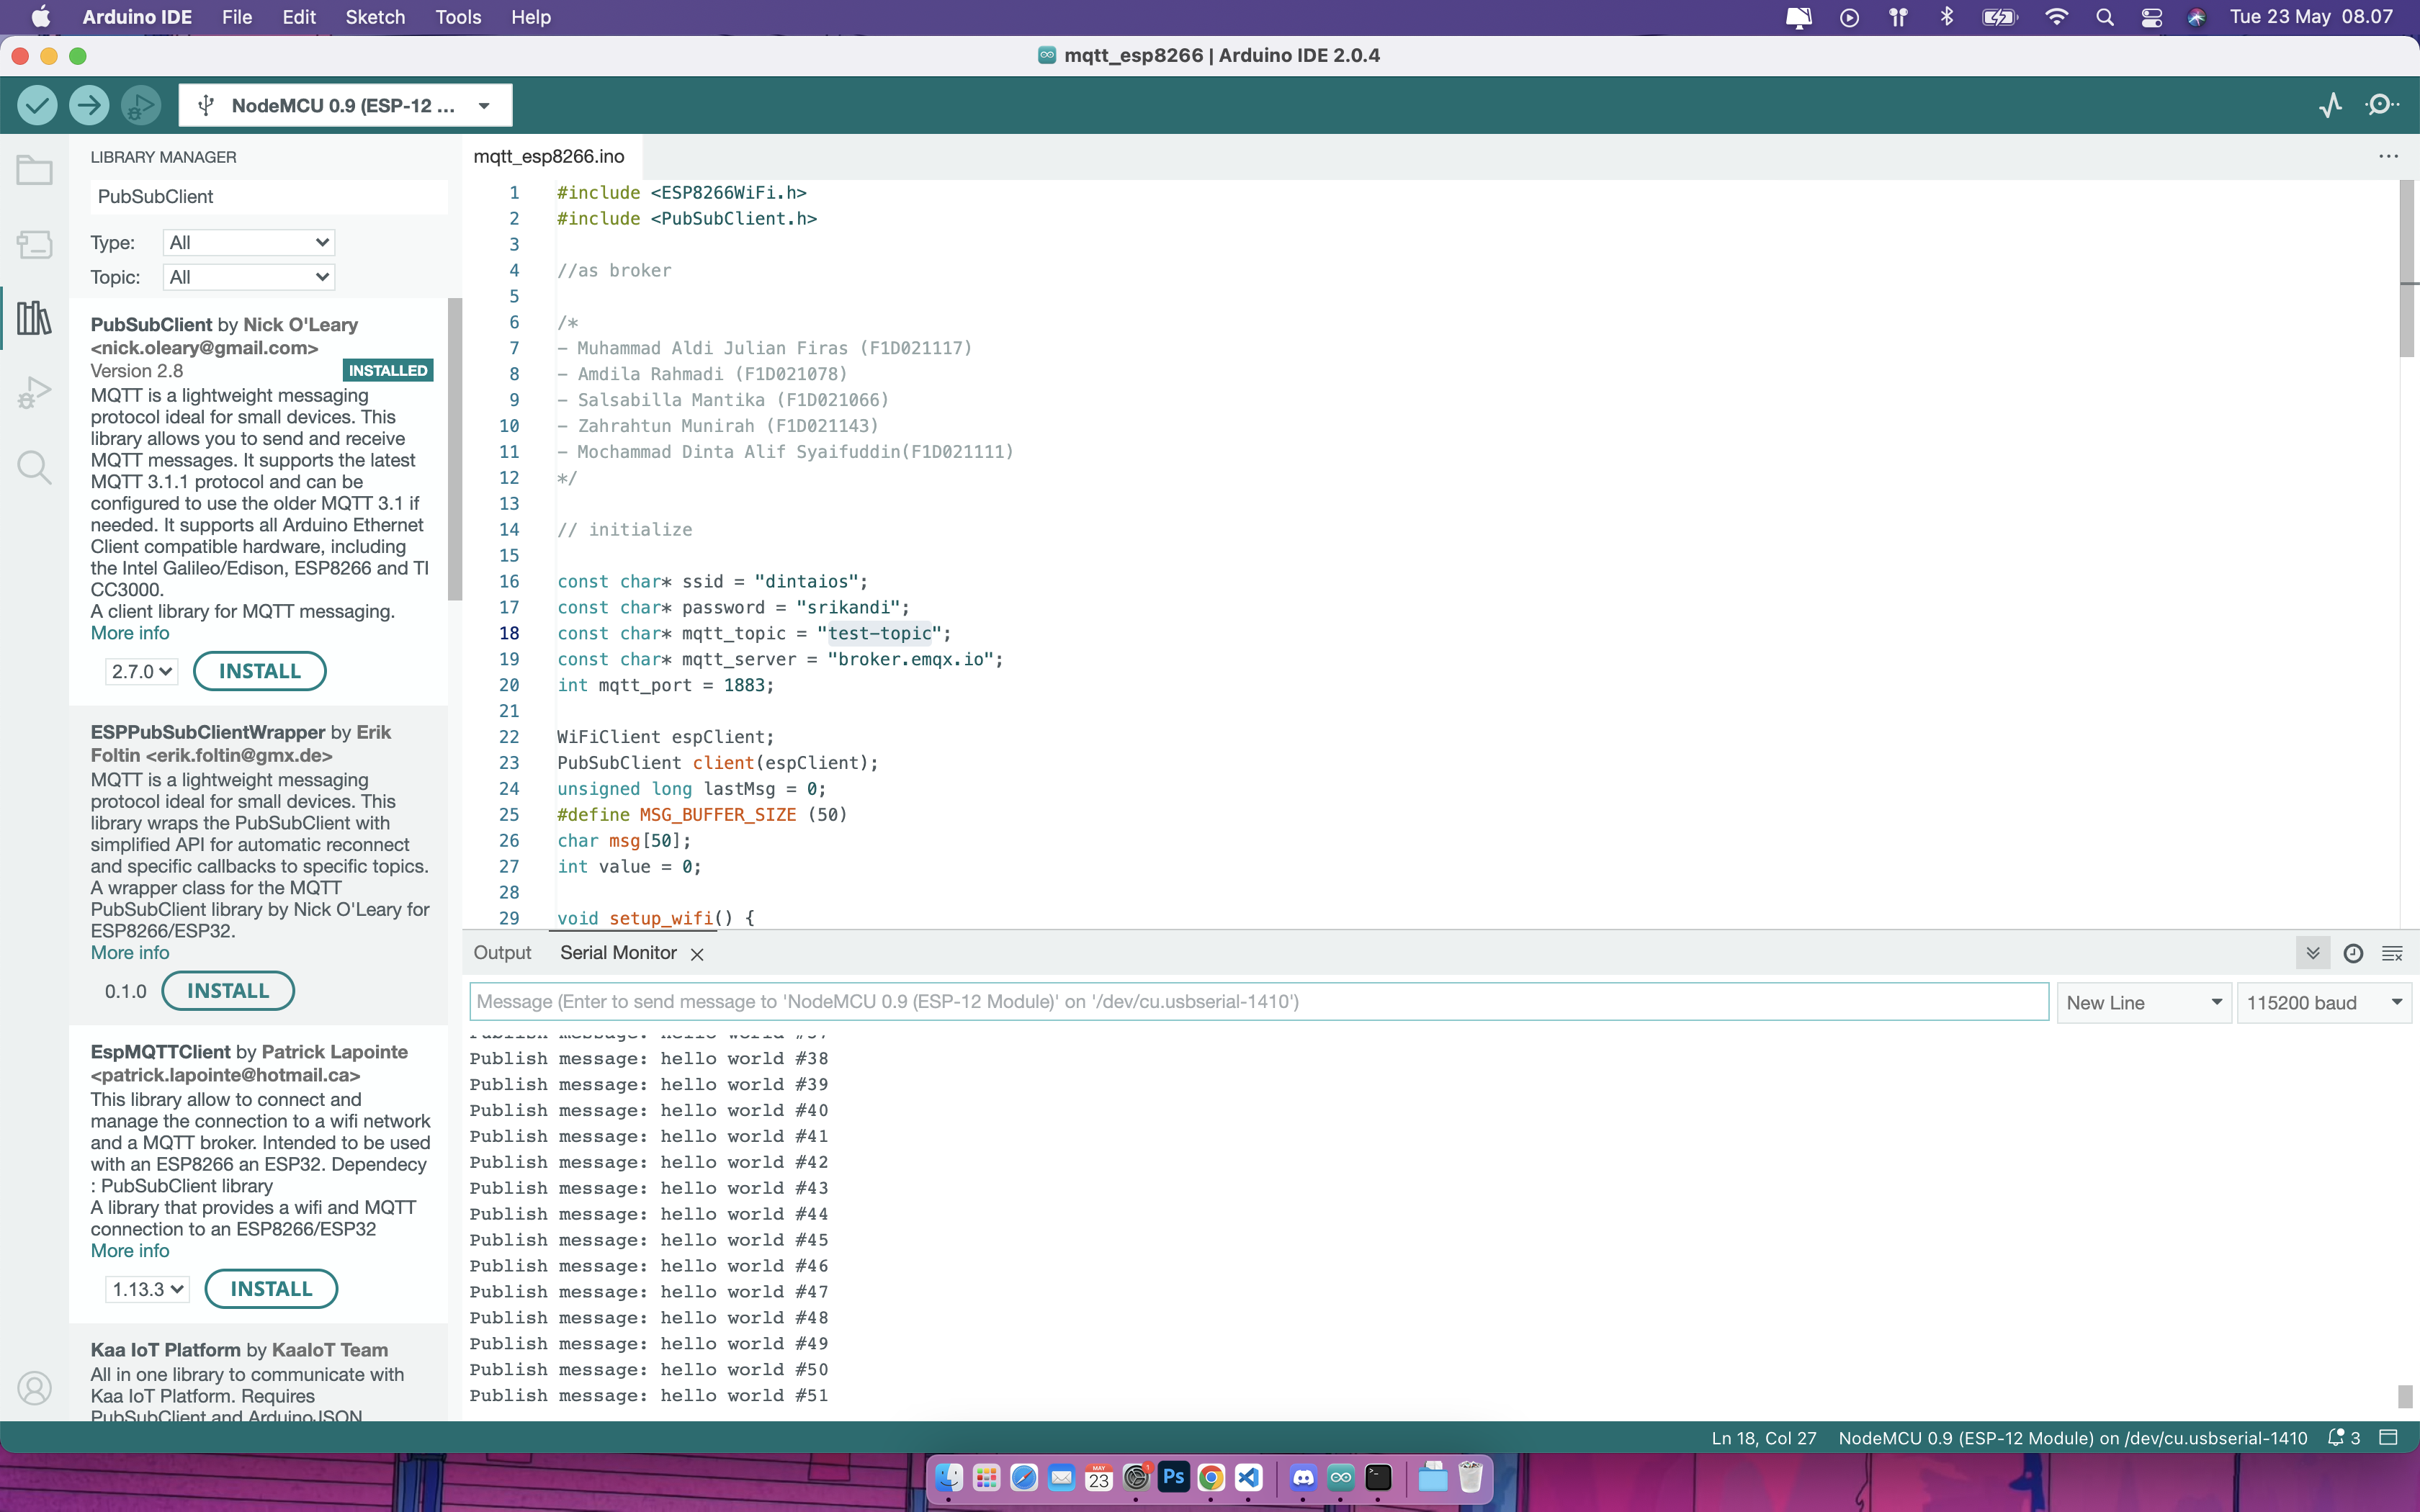 Arduino IDE File Edit Sketch Tools Help
Tue 23 May 08.07
mqtt_esp8266 | Arduino IDE 2.0.4
NodeMCU 0.9 (ESP-12 ...
LIBRARY MANAGER
PubSubClient
Type: All
Topic: All
PubSubClient by Nick O'Leary
<nick.oleary@gmail.com>
Version 2.8 INSTALLED
MQTT is a lightweight messaging
protocol ideal for small devices. This
library allows you to send and receive
MQTT messages. It supports the latest
MQTT 3.1.1 protocol and can be
configured to use the older MQTT 3.1 if
needed. It supports all Arduino Ethernet
Client compatible hardware, including
the Intel Galileo/Edison, ESP8266 and TI
CC3000.
A client library for MQTT messaging.
More info
2.7.0 INSTALL
ESPPubSubClientWrapper by Erik
Foltin <erik.foltin@gmx.de>
MQTT is a lightweight messaging
protocol ideal for small devices. This
library wraps the PubSubClient with
simplified API for automatic reconnect
and specific callbacks to specific topics.
A wrapper class for the MQTT
PubSubClient library by Nick O'Leary for
ESP8266/ESP32.
More info
0.1.0 INSTALL
EspMQTTClient by Patrick Lapointe
<patrick.lapointe@hotmail.ca>
This library allow to connect and
manage the connection to a wifi network
and a MQTT broker. Intended to be used
with an ESP8266 an ESP32. Dependecy
: PubSubClient library
A library that provides a wifi and MQTT
connection to an ESP8266/ESP32
More info
1.13.3 INSTALL
Kaa IoT Platform by KaaIoT Team
All in one library to communicate with
Kaa IoT Platform. Requires
PubSubClient and ArduinoJSON
mqtt_esp8266.ino
1 #include <ESP8266WiFi.h>
2 #include <PubSubClient.h>
3
4 //as broker
5
6 /*
7 - Muhammad Aldi Julian Firas (F1D021117)
8 - Amdila Rahmadi (F1D021078)
9 - Salsabilla Mantika (F1D021066)
10 - Zahrahtun Munirah (F1D021143)
11 - Mochammad Dinta Alif Syaifuddin(F1D021111)
12 */
13
14 // initialize
15
16 const char* ssid = "dintaios";
17 const char* password = "srikandi";
18 const char* mqtt_topic = "test-topic";
19 const char* mqtt_server = "broker.emqx.io";
20 int mqtt_port = 1883;
21
22 WiFiClient espClient;
23 PubSubClient client(espClient);
24 unsigned long lastMsg = 0;
25 #define MSG_BUFFER_SIZE (50)
26 char msg[50];
27 int value = 0;
28
29 void setup_wifi() {
Output Serial Monitor
Message (Enter to send message to 'NodeMCU 0.9 (ESP-12 Module)' on '/dev/cu.usbserial-1410')
New Line 115200 baud
Publish message: hello world #37
Publish message: hello world #38
Publish message: hello world #39
Publish message: hello world #40
Publish message: hello world #41
Publish message: hello world #42
Publish message: hello world #43
Publish message: hello world #44
Publish message: hello world #45
Publish message: hello world #46
Publish message: hello world #47
Publish message: hello world #48
Publish message: hello world #49
Publish message: hello world #50
Publish message: hello world #51
Ln 18, Col 27 NodeMCU 0.9 (ESP-12 Module) on /dev/cu.usbserial-1410 3
MAY
23
1
Ps